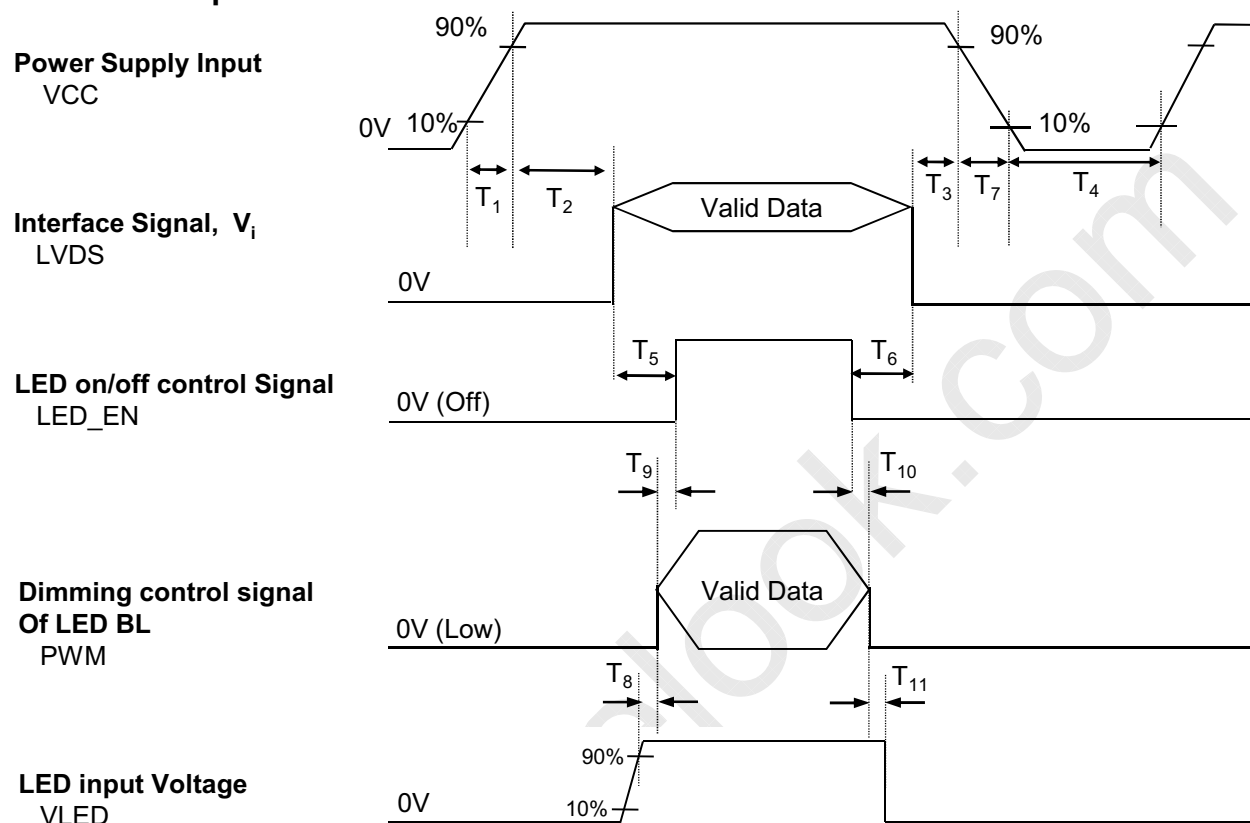 90%
90%
Power Supply Input
VCC
0V 10%
10%
T1
T2
T3
T7
T4
Interface Signal, Vi
LVDS
Valid Data
0V
T5
T6
LED on/off control Signal
LED_EN
0V (Off)
T9
T10
Dimming control signal
Of LED BL
PWM
Valid Data
0V (Low)
T8
T11
90%
LED input Voltage
VLED
0V
10%
alook.com